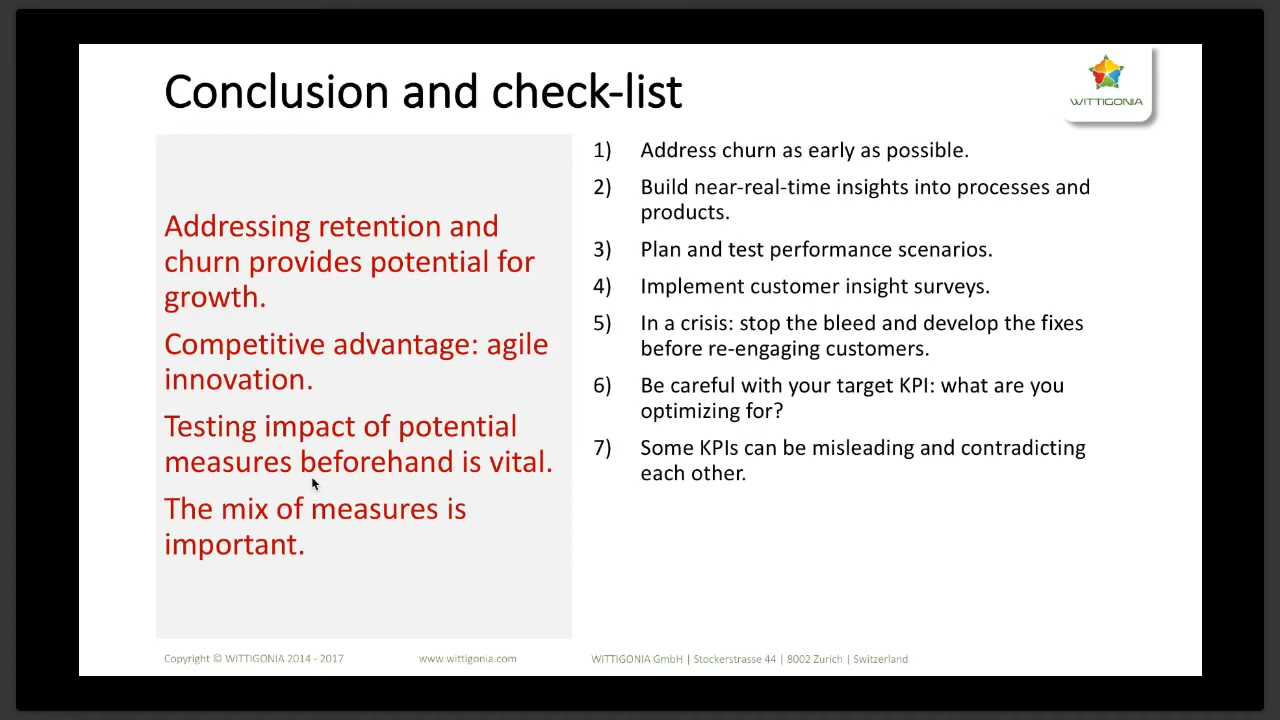 Conclusion and check-list
WITTIGONIA
Addressing retention and
churn provides potential for
growth.
Competitive advantage: agile
innovation.
Testing impact of potential
measures beforehand is vital.
The mix of measures is
important.
1) Address churn as early as possible.
2) Build near-real-time insights into processes and
products.
3) Plan and test performance scenarios.
4) Implement customer insight surveys.
5) In a crisis: stop the bleed and develop the fixes
before re-engaging customers.
6) Be careful with your target KPI: what are you
optimizing for?
7) Some KPIs can be misleading and contradicting
each other.
Copyright © WITTIGONIA 2014 - 2017 www.wittigonia.com WITTIGONIA GmbH | Stockerstrasse 44 | 8002 Zurich | Switzerland